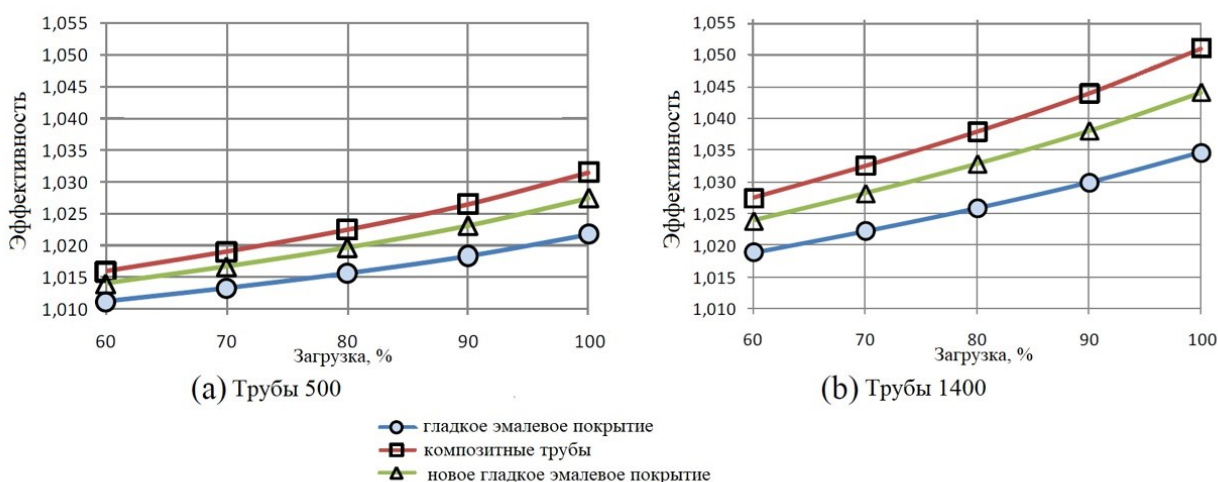 1,055
1,050
1,045
1,040
1,035
1,030
1,025
1,020
1,015
1,010
Эффективность
60 70 80 90 100
Загрузка, %
(a) Трубы 500
1,055
1,050
1,045
1,040
1,035
1,030
1,025
1,020
1,015
1,010
Эффективность
60 70 80 90 100
Загрузка, %
(b) Трубы 1400
гладкое эмалевое покрытие
композитные трубы
новое гладкое эмалевое покрытие